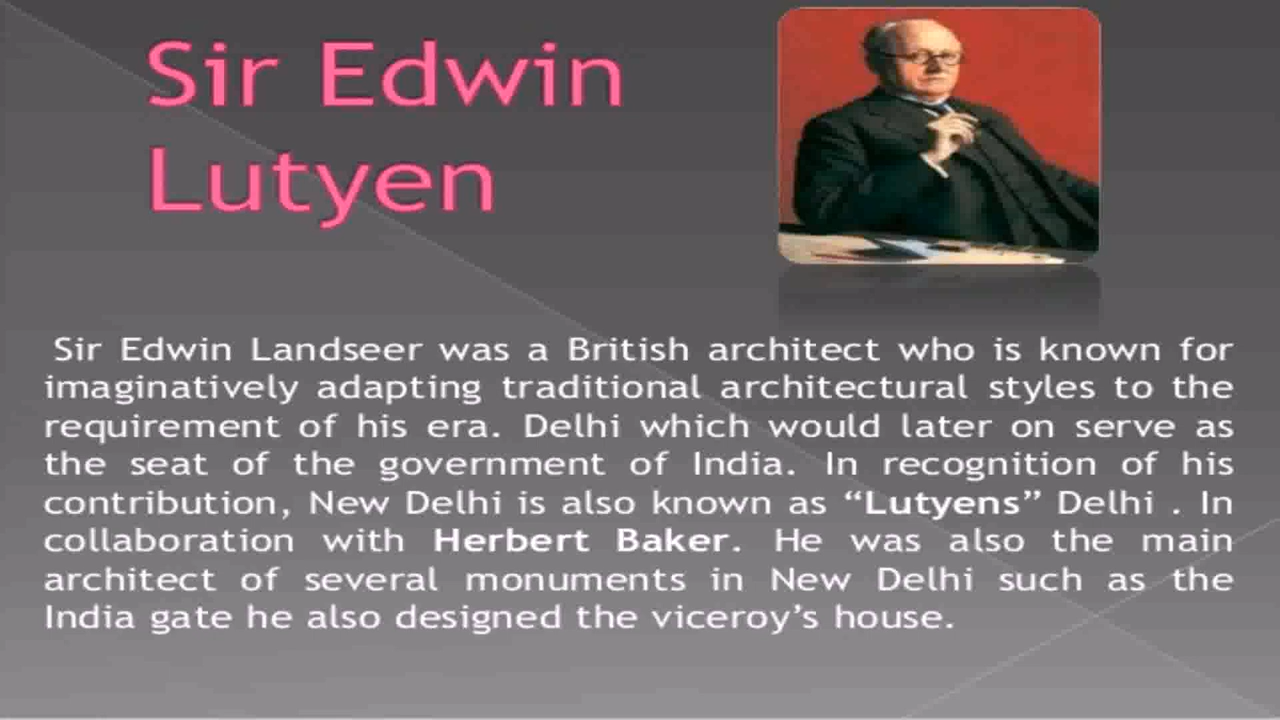 Sir Edwin
Lutyen
Sir Edwin Landseer was a British architect who is known for
imaginatively adapting traditional architectural styles to the
requirement of his era. Delhi which would later on serve as
the seat of the government of India. In recognition of his
contribution, New Delhi is also known as “Lutyens” Delhi . In
collaboration with Herbert Baker. He was also the main
architect of several monuments in New Delhi such as the
India gate he also designed the viceroy’s house.